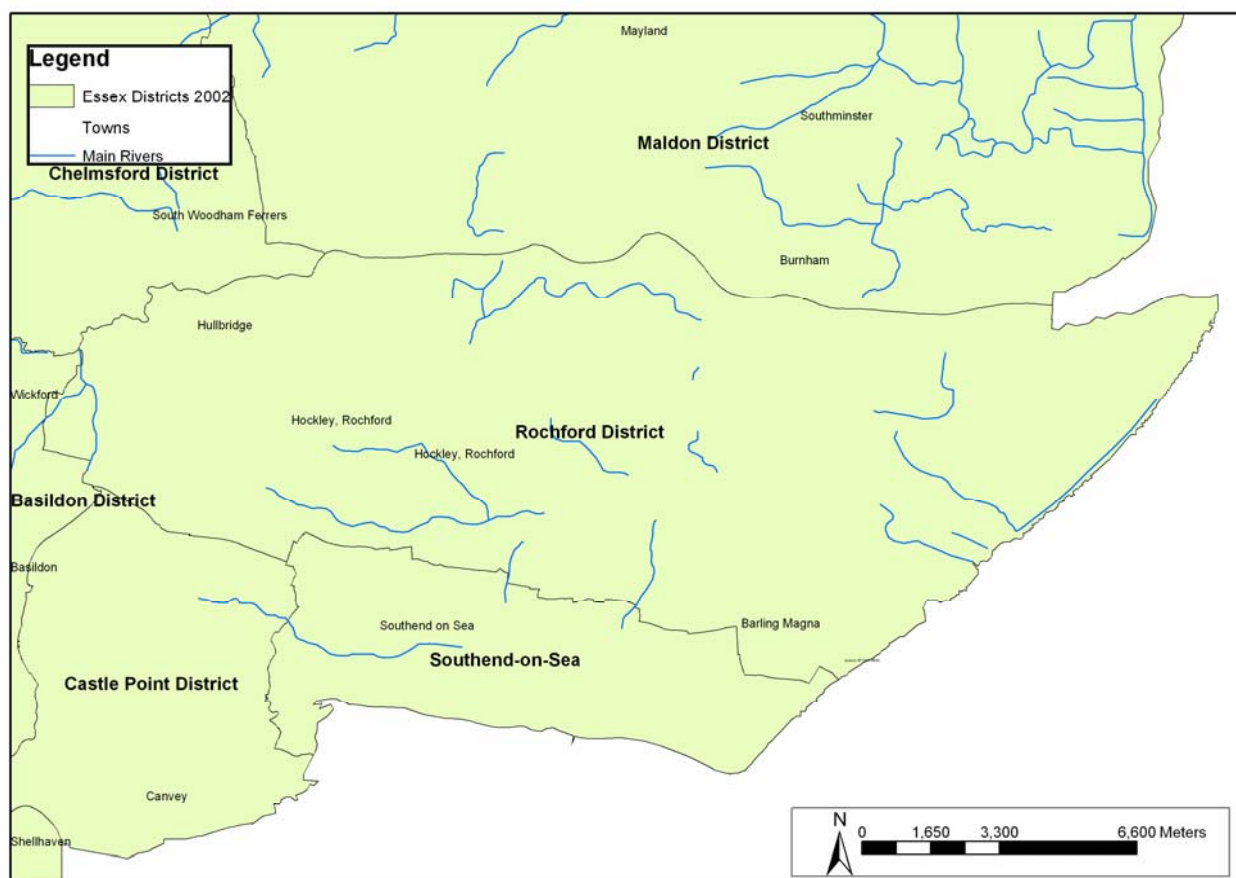 Mayland
Legend
Essex Districts 2002
Towns
Main Rivers
Southminster
Maldon District
Chelmsford District
South Woodham Ferrers
Burnham
Hullbridge
Wickford
Hockley, Rochford
Rochford District
Hockley, Rochford
Basildon District
Basildon
Southend on Sea
Barling Magna
Southend-on-Sea
Castle Point District
Canvey
Shellhaven
N
0 1,650 3,300 6,600 Meters